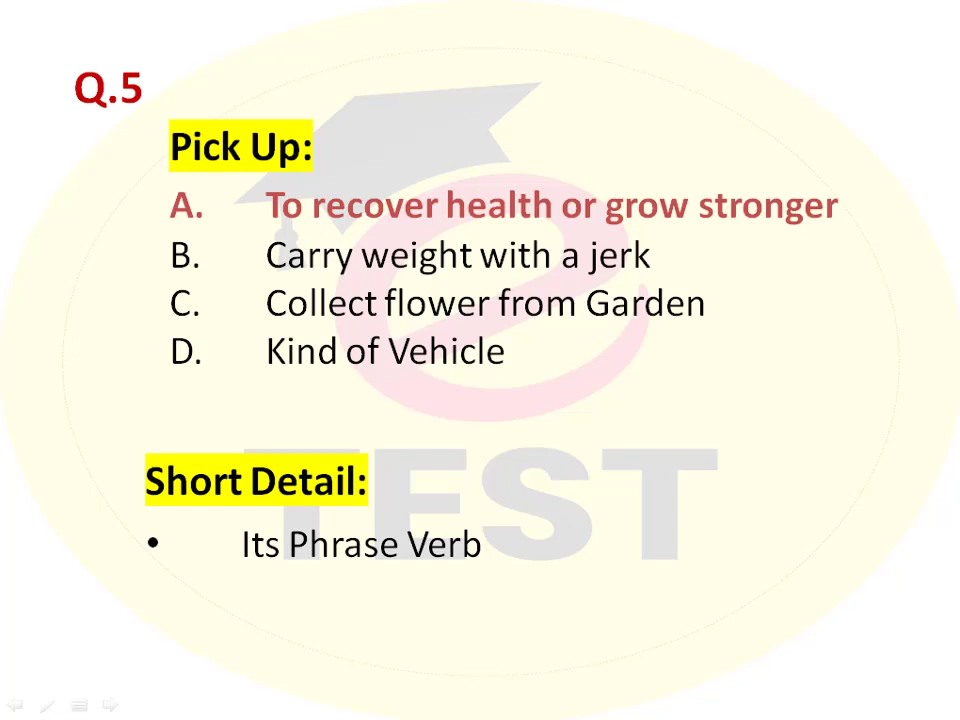 Q.5
Pick Up:
A. To recover health or grow stronger
B. Carry weight with a jerk
C. Collect flower from Garden
D. Kind of Vehicle
e
TEST
Short Detail:
• Its Phrase Verb